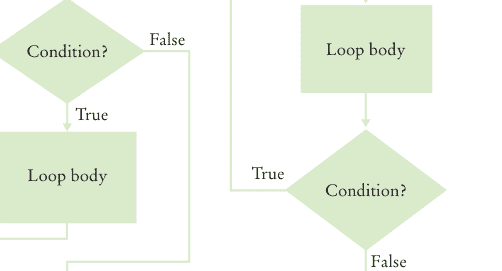 Condition?
False
True
Loop body
Loop body
True
Condition?
False